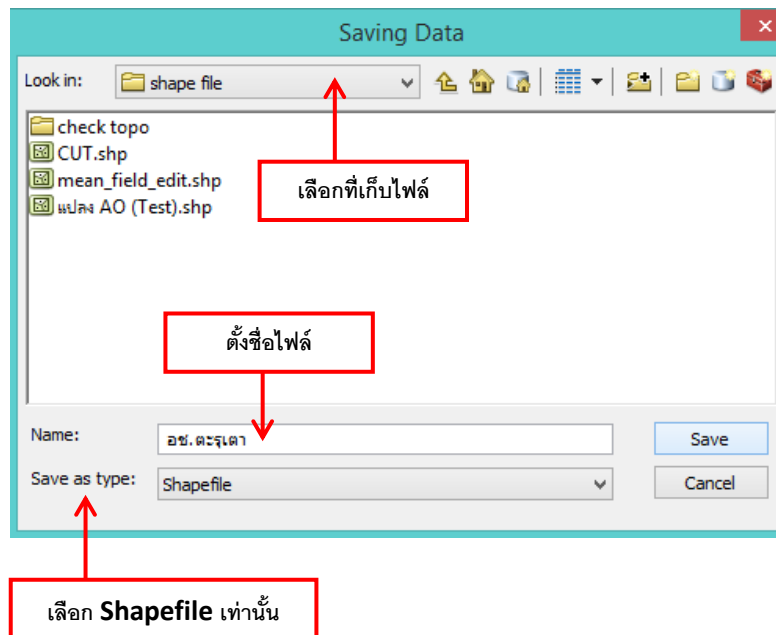 Saving Data
Look in: shape file
check topo
CUT.shp
mean_field_edit.shp
แปลง AO (Test).shp
เลือกที่เก็บไฟล์
ตั้งชื่อไฟล์
Name: อช.ตะรุเตา
Save
Save as type: Shapefile
Cancel
เลือก Shapefile เท่านั้น